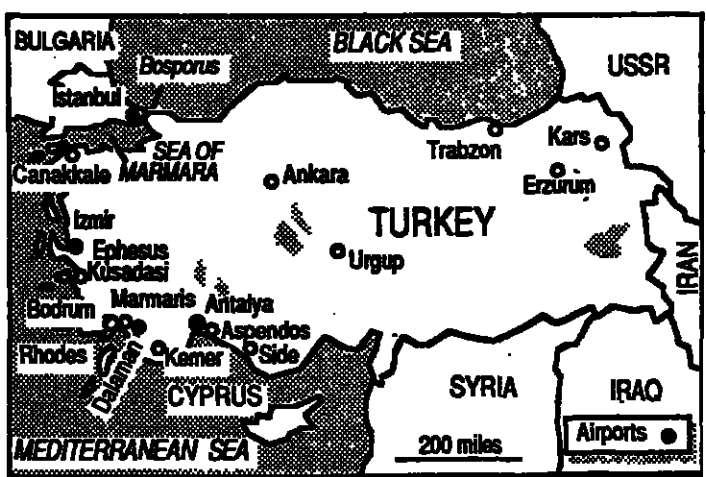 BULGARIA
BLACK SEA
USSR
Bosporus
Istanbul
Trabzon
Kars
SEA OF
MARMARA
Canakkale
Ankara
Erzurum
TURKEY
Izmir
Ephesus
Kusadasi
Urgup
IRAN
Bodrum
Marmaris
Antalya
Aspendos
Rhodes
Dalaman
Kemer
Side
CYPRUS
SYRIA
IRAQ
MEDITERRANEAN SEA
200 miles
Airports